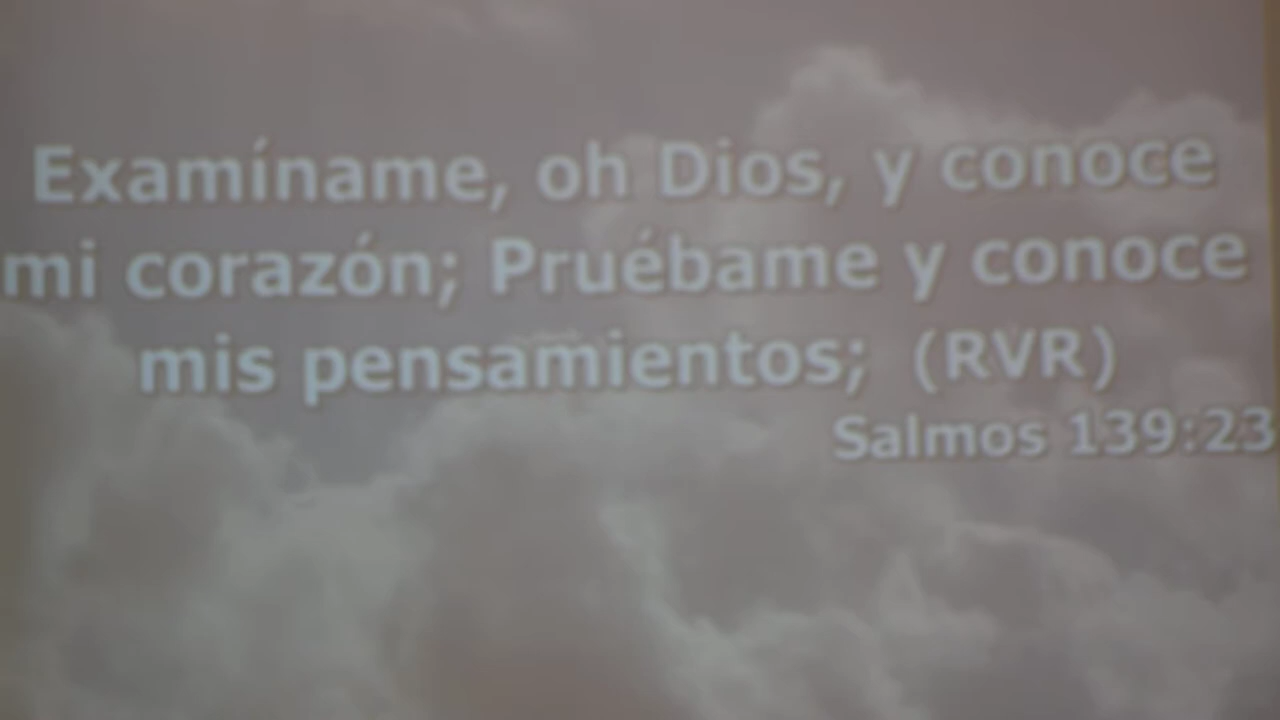 Examíname, oh Dios, y conoce
mi corazón; Pruébame y conoce
mis pensamientos; (RVR)
Salmos 139:23